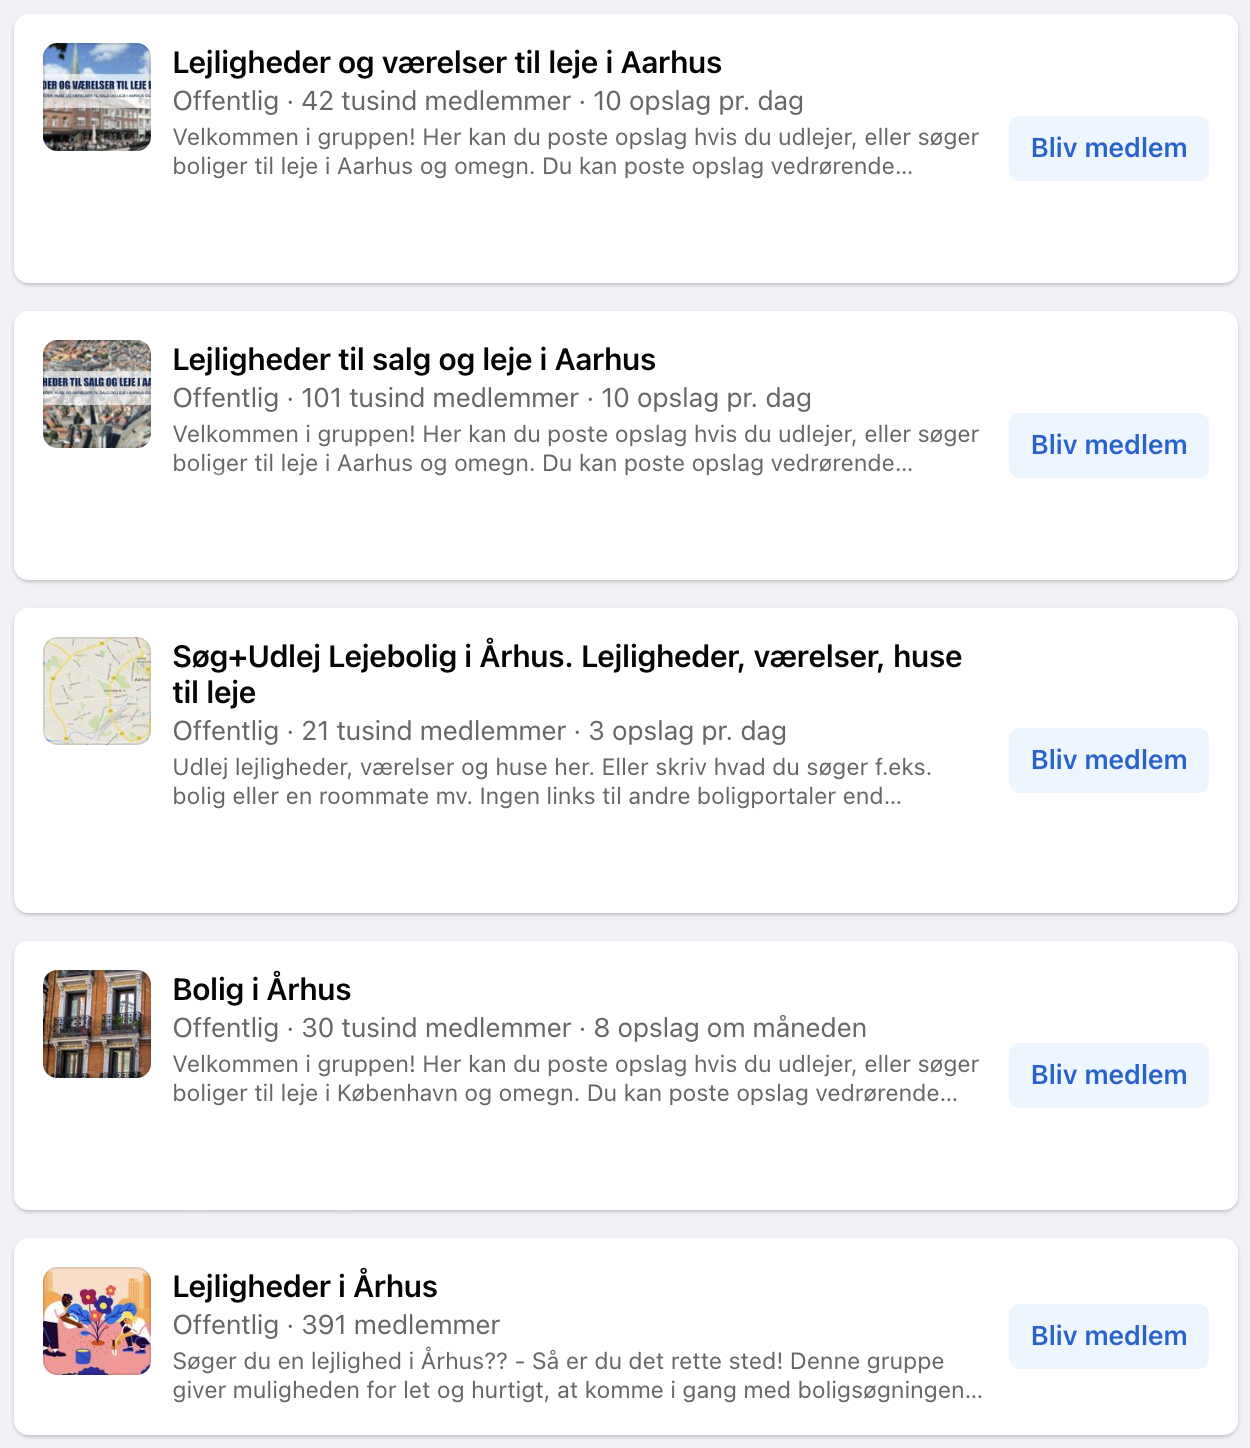 DER OG VÆRELSER TIL LEJE I
Lejligheder og værelser til leje i Aarhus
Offentlig · 42 tusind medlemmer · 10 opslag pr. dag
Velkommen i gruppen! Her kan du poste opslag hvis du udlejer, eller søger
boliger til leje i Aarhus og omegn. Du kan poste opslag vedrørende...
Bliv medlem
HEDER TIL SALG OG LEJE I AA
Lejligheder til salg og leje i Aarhus
Offentlig · 101 tusind medlemmer · 10 opslag pr. dag
Velkommen i gruppen! Her kan du poste opslag hvis du udlejer, eller søger
boliger til leje i Aarhus og omegn. Du kan poste opslag vedrørende...
Bliv medlem
Søg+Udlej Lejebolig i Århus. Lejligheder, værelser, huse
til leje
Offentlig · 21 tusind medlemmer · 3 opslag pr. dag
Udlej lejligheder, værelser og huse her. Eller skriv hvad du søger f.eks.
bolig eller en roommate mv. Ingen links til andre boligportaler end...
Bliv medlem
Bolig i Århus
Offentlig · 30 tusind medlemmer · 8 opslag om måneden
Velkommen i gruppen! Her kan du poste opslag hvis du udlejer, eller søger
boliger til leje i København og omegn. Du kan poste opslag vedrørende...
Bliv medlem
Lejligheder i Århus
Offentlig · 391 medlemmer
Søger du en lejlighed i Århus?? - Så er du det rette sted! Denne gruppe
giver muligheden for let og hurtigt, at komme i gang med boligsøgningen...
Bliv medlem